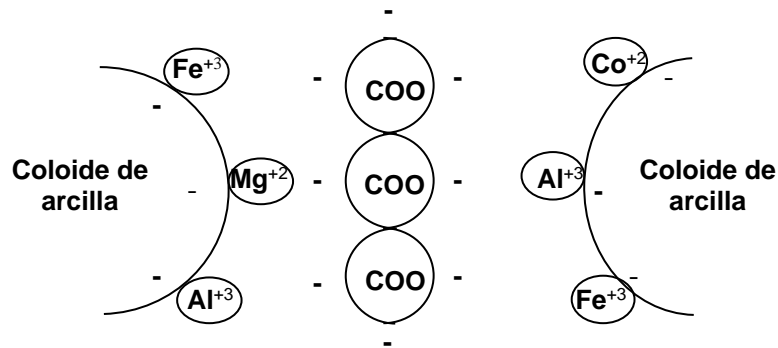 -
-
Fe+3
Co+2
-
COO
-
-
-
Coloide de
arcilla
-
Mg+2
-
COO
-
Al+3
-
Coloide de
arcilla
-
Al+3
-
COO
-
Fe+3
-
-
-